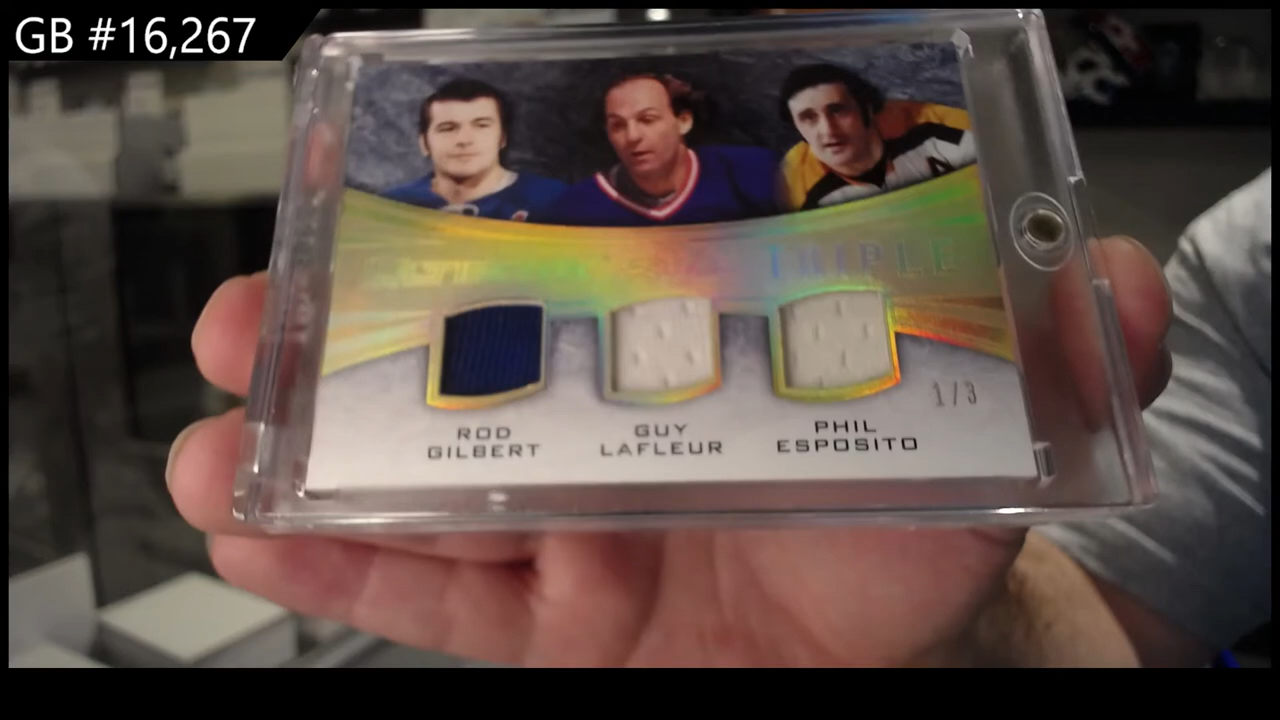 GB #16,267
TRIPLE
1/3
ROD
GILBERT
GUY
LAFLEUR
PHIL
ESPOSITO